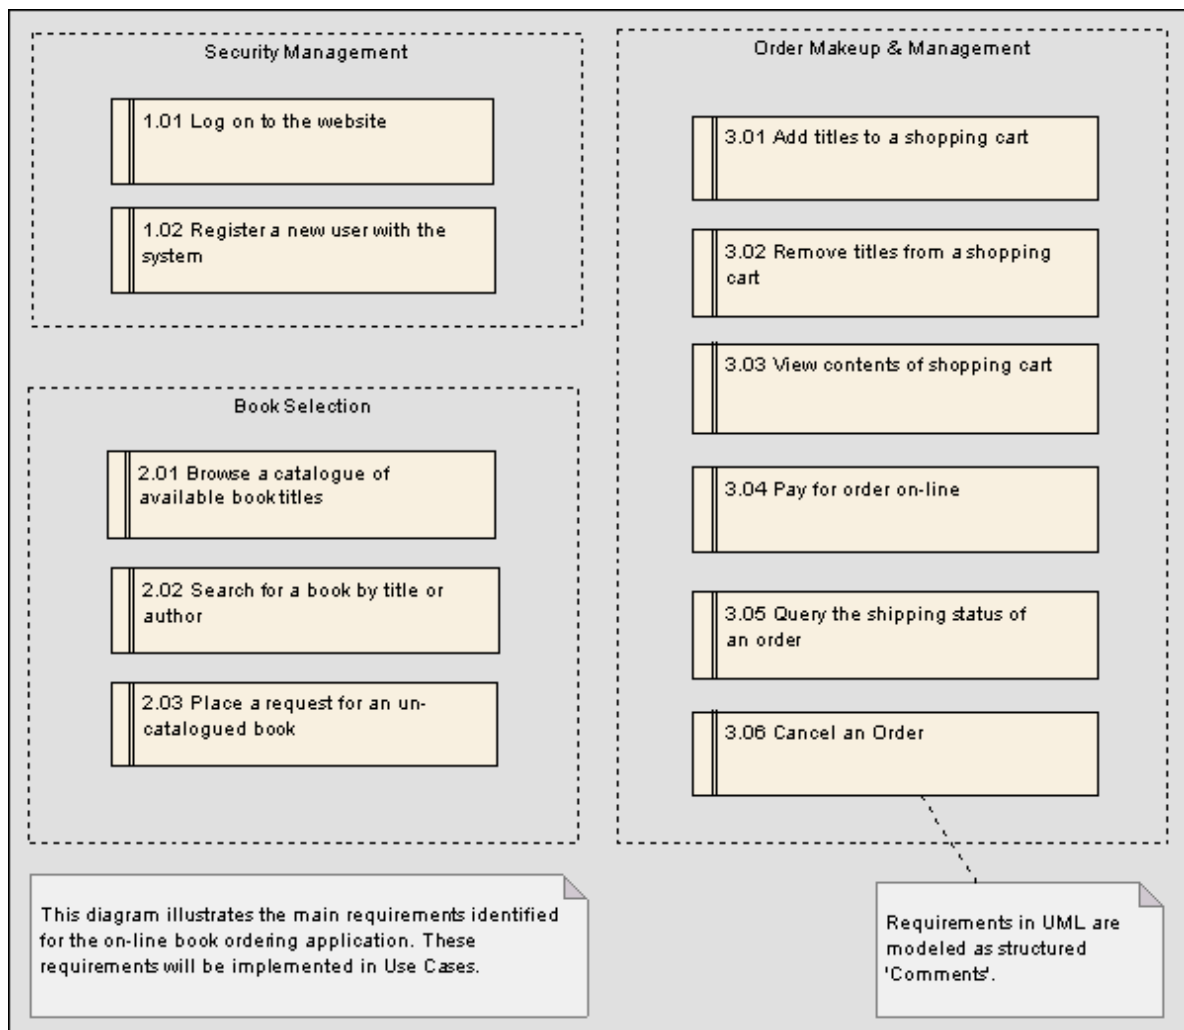 Security Management
1.01 Log on to the website
1.02 Register a new user with the
system
Book Selection
2.01 Browse a catalogue of
available book titles
2.02 Search for a book by title or
author
2.03 Place a request for an un-
catalogued book
Order Makeup & Management
3.01 Add titles to a shopping cart
3.02 Remove titles from a shopping
cart
3.03 View contents of shopping cart
3.04 Pay for order on-line
3.05 Query the shipping status of
an order
3.06 Cancel an Order
This diagram illustrates the main requirements identified
for the on-line book ordering application. These
requirements will be implemented in Use Cases.
Requirements in UML are
modeled as structured
'Comments'.